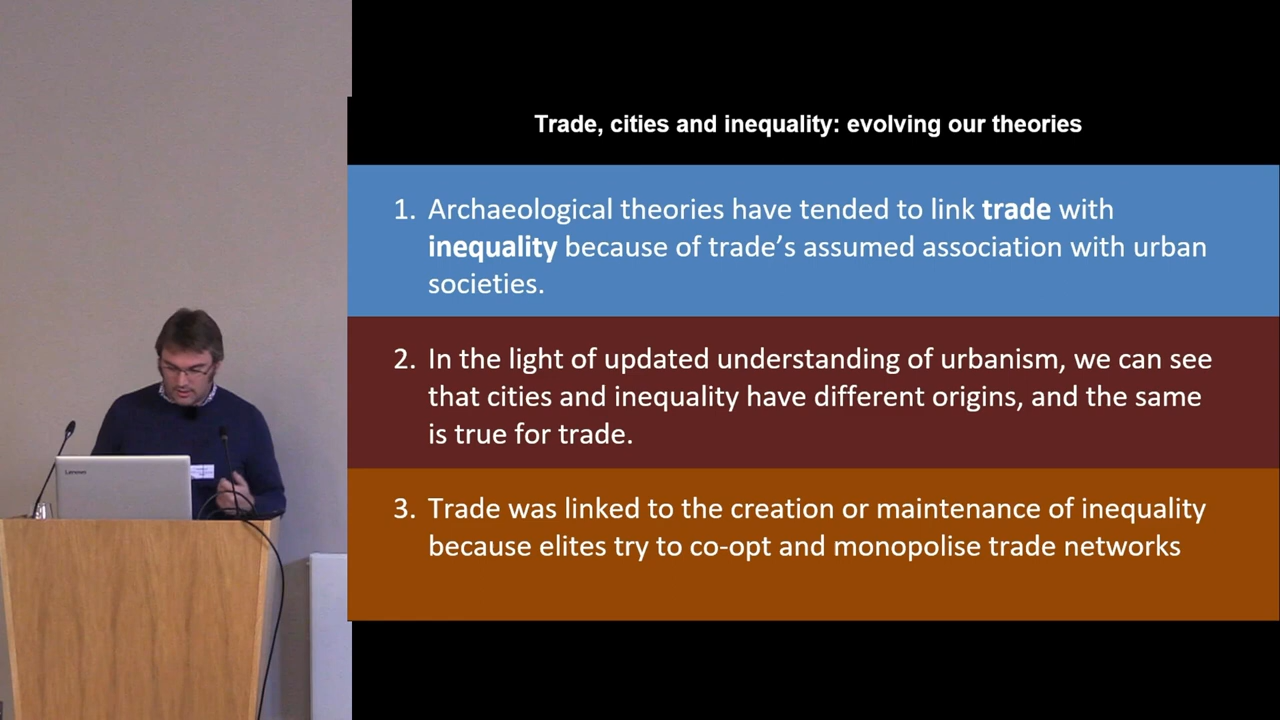 Trade, cities and inequality: evolving our theories
1. Archaeological theories have tended to link trade with
inequality because of trade’s assumed association with urban
societies.
2. In the light of updated understanding of urbanism, we can see
that cities and inequality have different origins, and the same
is true for trade.
3. Trade was linked to the creation or maintenance of inequality
because elites try to co-opt and monopolise trade networks
Lenovo